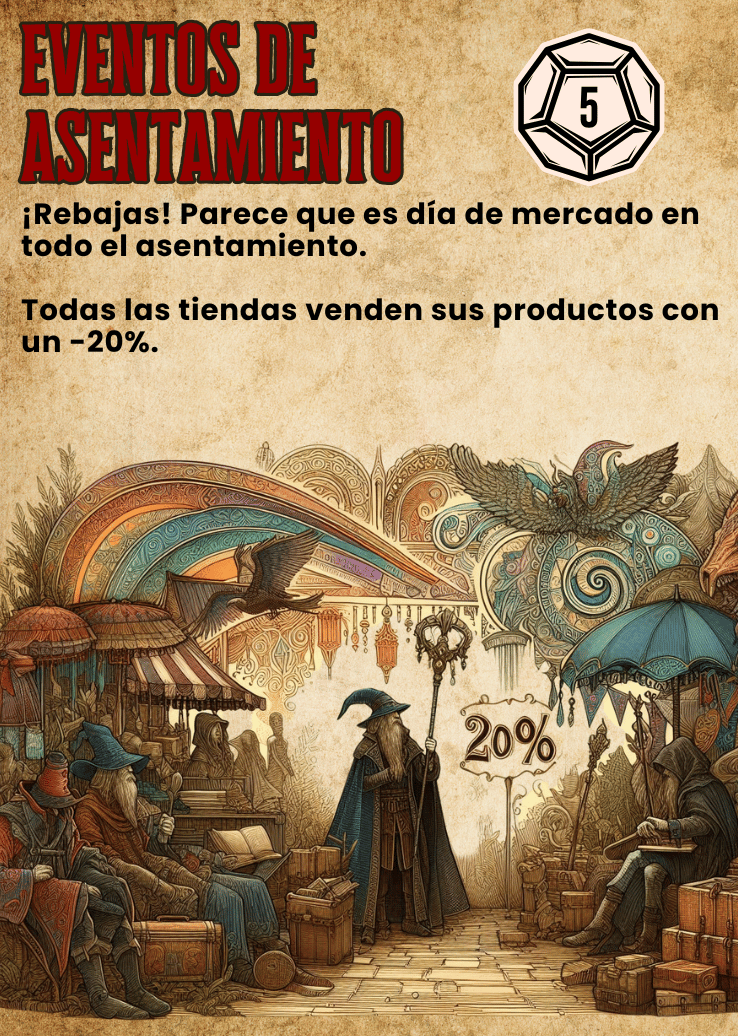 EVENTOS DE
ASENTAMIENTO
5
¡Rebajas! Parece que es día de mercado en
todo el asentamiento.
Todas las tiendas venden sus productos con
un -20%.
20%